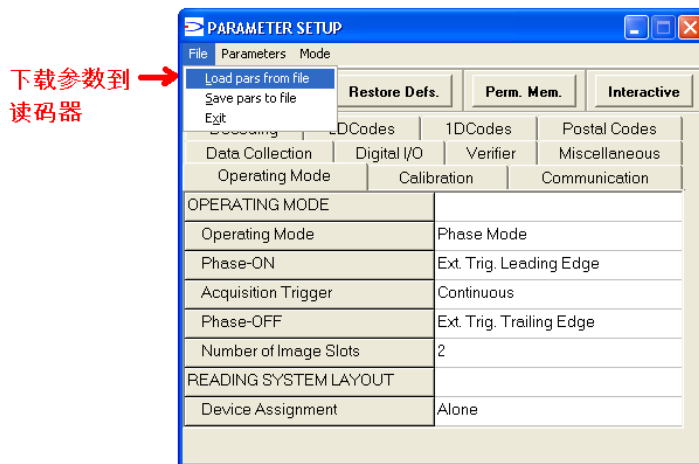 PARAMETER SETUP
File Parameters Mode
下载参数到
读码器
Load pars from file
Save pars to file
Exit
Restore Defs.
Perm. Mem.
Interactive
Decoding 2DCodes 1DCodes Postal Codes
Data Collection Digital I/O Verifier Miscellaneous
Operating Mode Calibration Communication
OPERATING MODE
Operating Mode Phase Mode
Phase-ON Ext. Trig. Leading Edge
Acquisition Trigger Continuous
Phase-OFF Ext. Trig. Trailing Edge
Number of Image Slots 2
READING SYSTEM LAYOUT
Device Assignment Alone